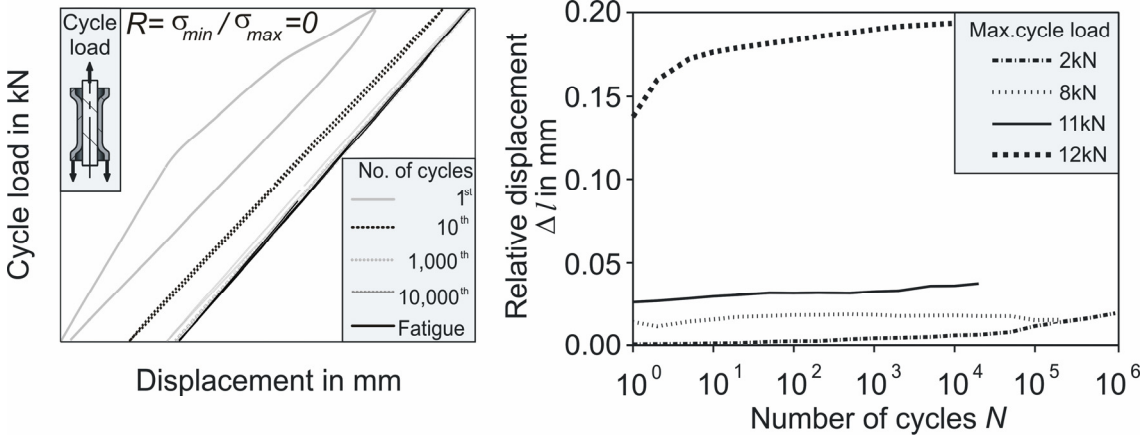 Cycle
load
R= σmin / σmax =0
Cycle load in kN
No. of cycles
1st
10th
1,000th
10,000th
Fatigue
Displacement in mm
Relative displacement
Δ l in mm
0.20
0.15
0.10
0.05
0.00
Max.cycle load
2kN
8kN
11kN
12kN
10^0 10^1 10^2 10^3 10^4 10^5 10^6
Number of cycles N